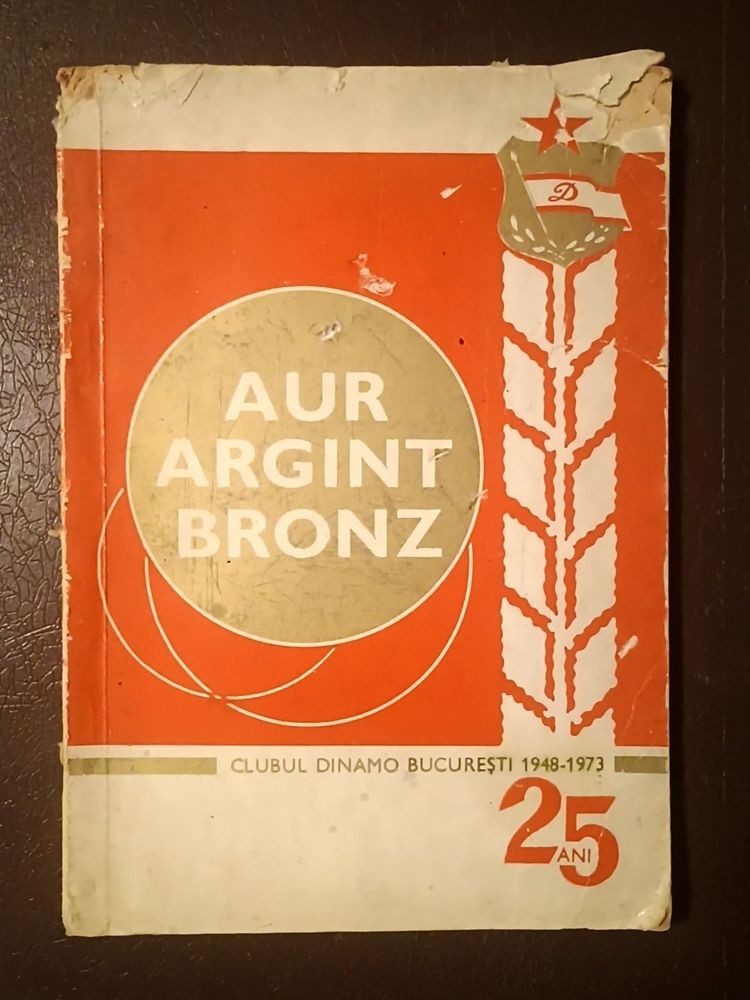 D
AUR
ARGINT
BRONZ
CLUBUL DINAMO BUCUREȘTI 1948-1973
25
ANI